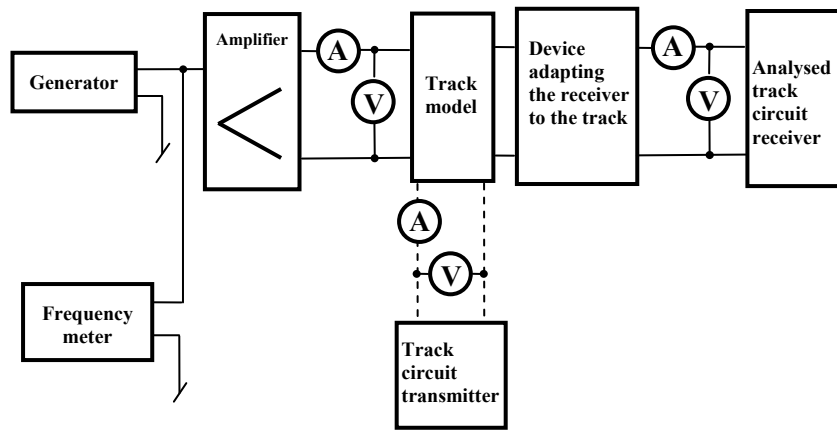 Generator
Amplifier
A
V
Track
model
Device
adapting
the receiver
to the track
A
V
Analysed
track
circuit
receiver
A
V
Frequency
meter
Track
circuit
transmitter